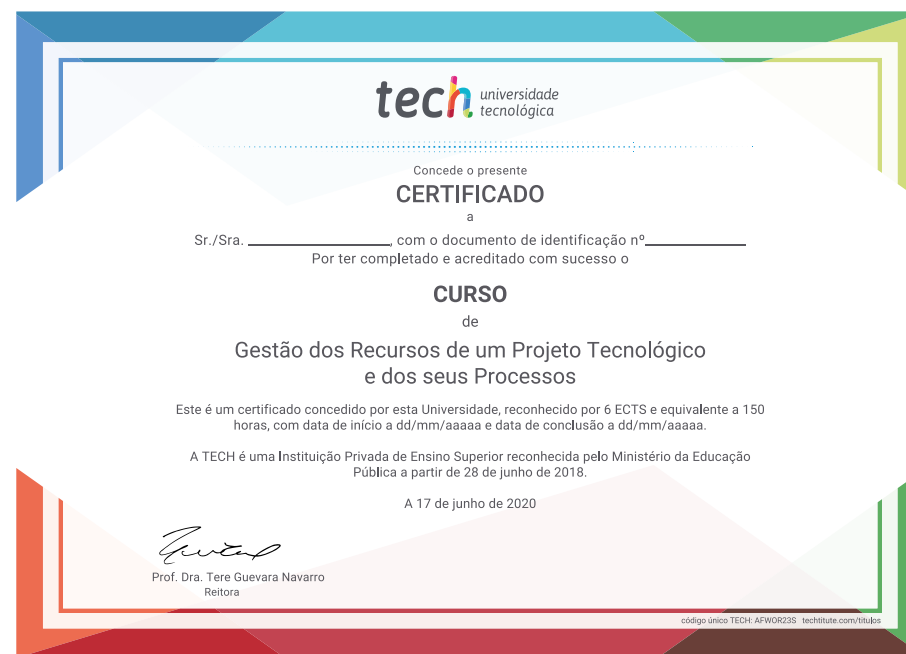 tech universidade
tecnológica
Concede o presente
CERTIFICADO
a
Sr./Sra. ____________________, com o documento de identificação nº______________
Por ter completado e acreditado com sucesso o
CURSO
de
Gestão dos Recursos de um Projeto Tecnológico
e dos seus Processos
Este é um certificado concedido por esta Universidade, reconhecido por 6 ECTS e equivalente a 150
horas, com data de início a dd/mm/aaaaa e data de conclusão a dd/mm/aaaaa.
A TECH é uma Instituição Privada de Ensino Superior reconhecida pelo Ministério da Educação
Pública a partir de 28 de junho de 2018.
A 17 de junho de 2020
Prof. Dra. Tere Guevara Navarro
Reitora
código único TECH: AFWOR23S techtitute.com/titulos